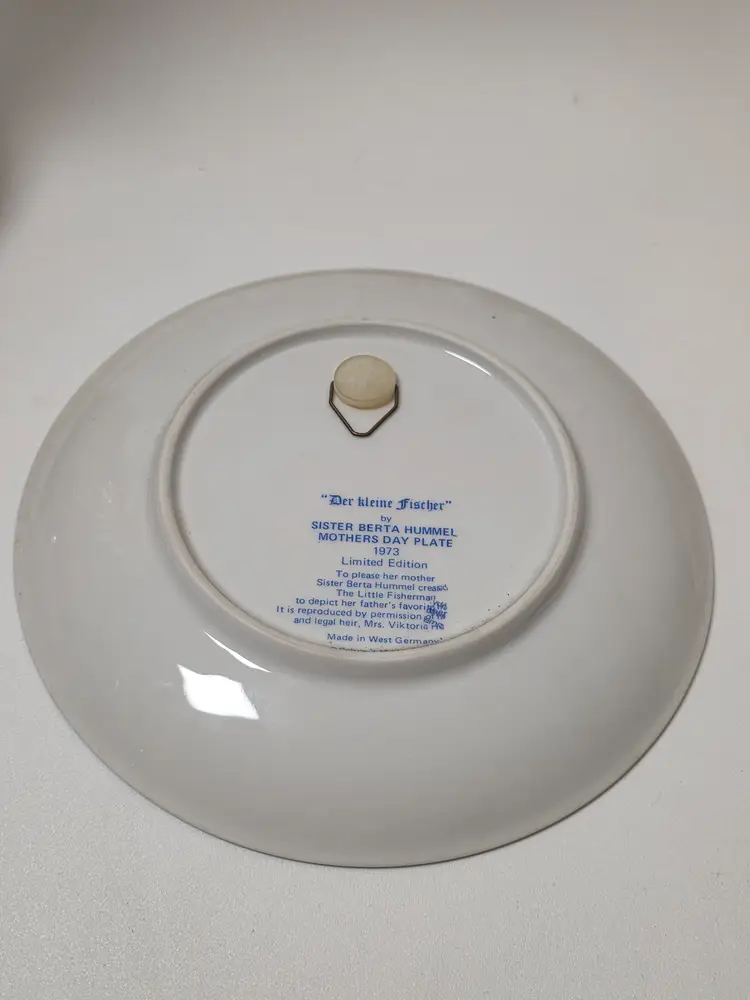 "Der kleine Fischer"
by
SISTER BERTA HUMMEL
MOTHERS DAY PLATE
1973
Limited Edition
To please her mother
Sister Berta Hummel
The Little Fisherman
to depict her father's
It is reproduced by permission
and legal heir, Mrs. Viktoria
Made in West Germany